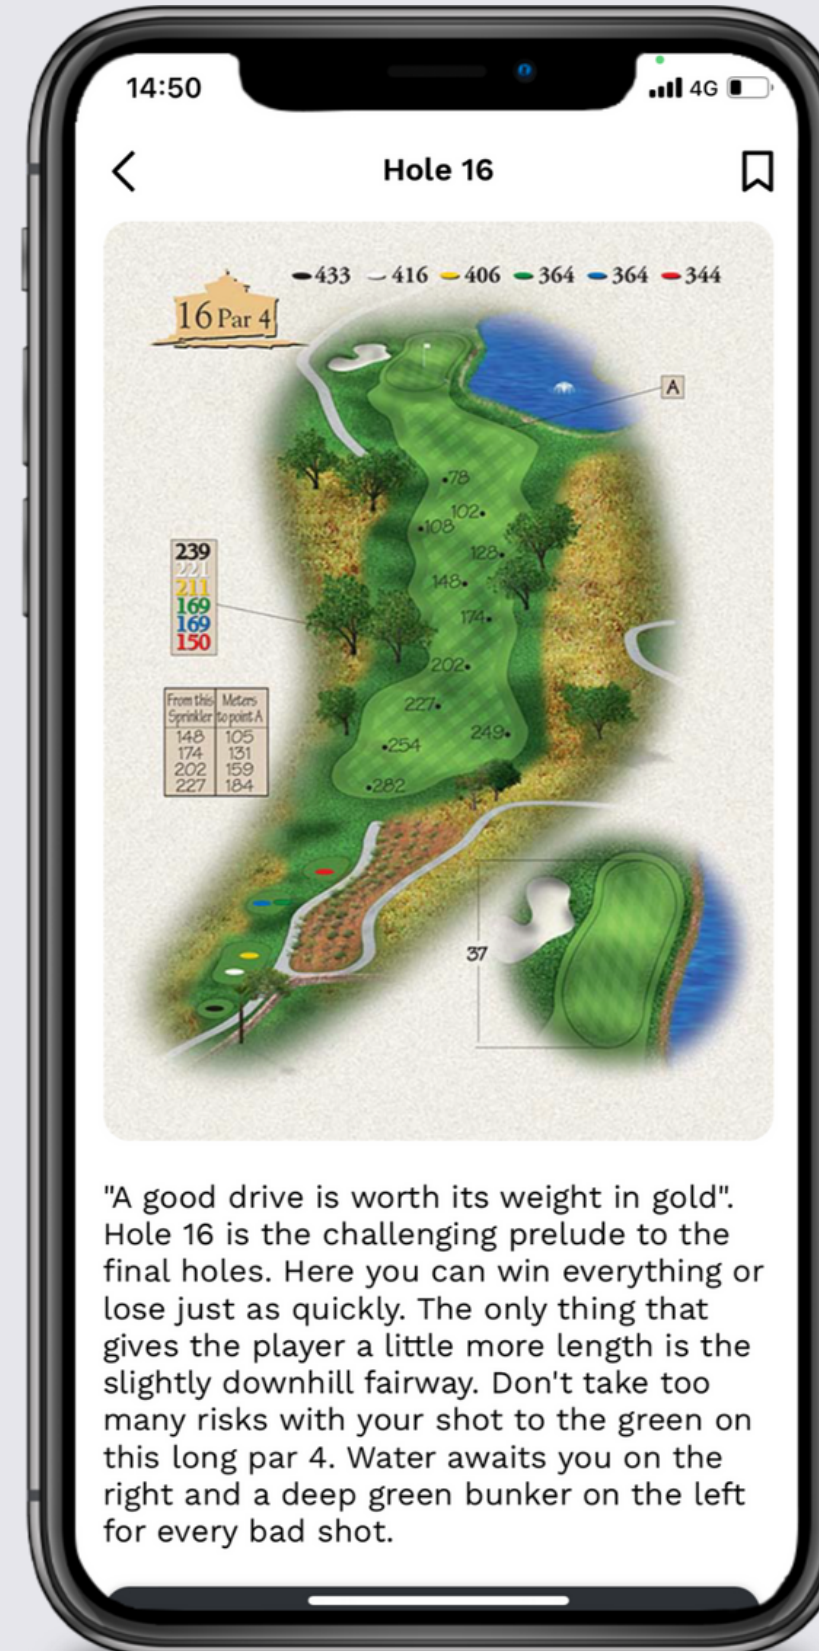 14:50
4G
Hole 16
433 416 406 364 364 344
16 Par 4
A
78
102
108
128
148
174
202
227
249
254
282
239
221
211
169
169
150
From this Meters
Sprinkler to point A
148 105
174 131
202 159
227 184
37
"A good drive is worth its weight in gold".
Hole 16 is the challenging prelude to the
final holes. Here you can win everything or
lose just as quickly. The only thing that
gives the player a little more length is the
slightly downhill fairway. Don't take too
many risks with your shot to the green on
this long par 4. Water awaits you on the
right and a deep green bunker on the left
for every bad shot.